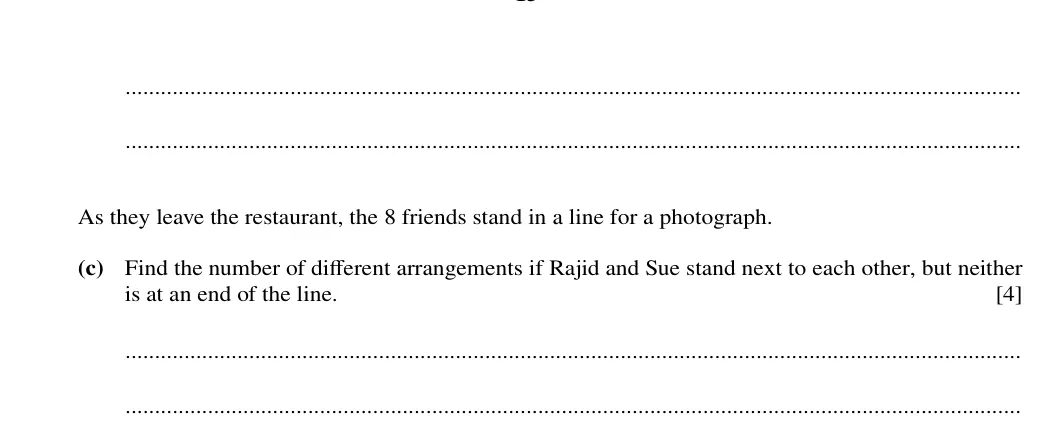 As they leave the restaurant, the 8 friends stand in a line for a photograph.
(c) Find the number of different arrangements if Rajid and Sue stand next to each other, but neither
is at an end of the line. [4]